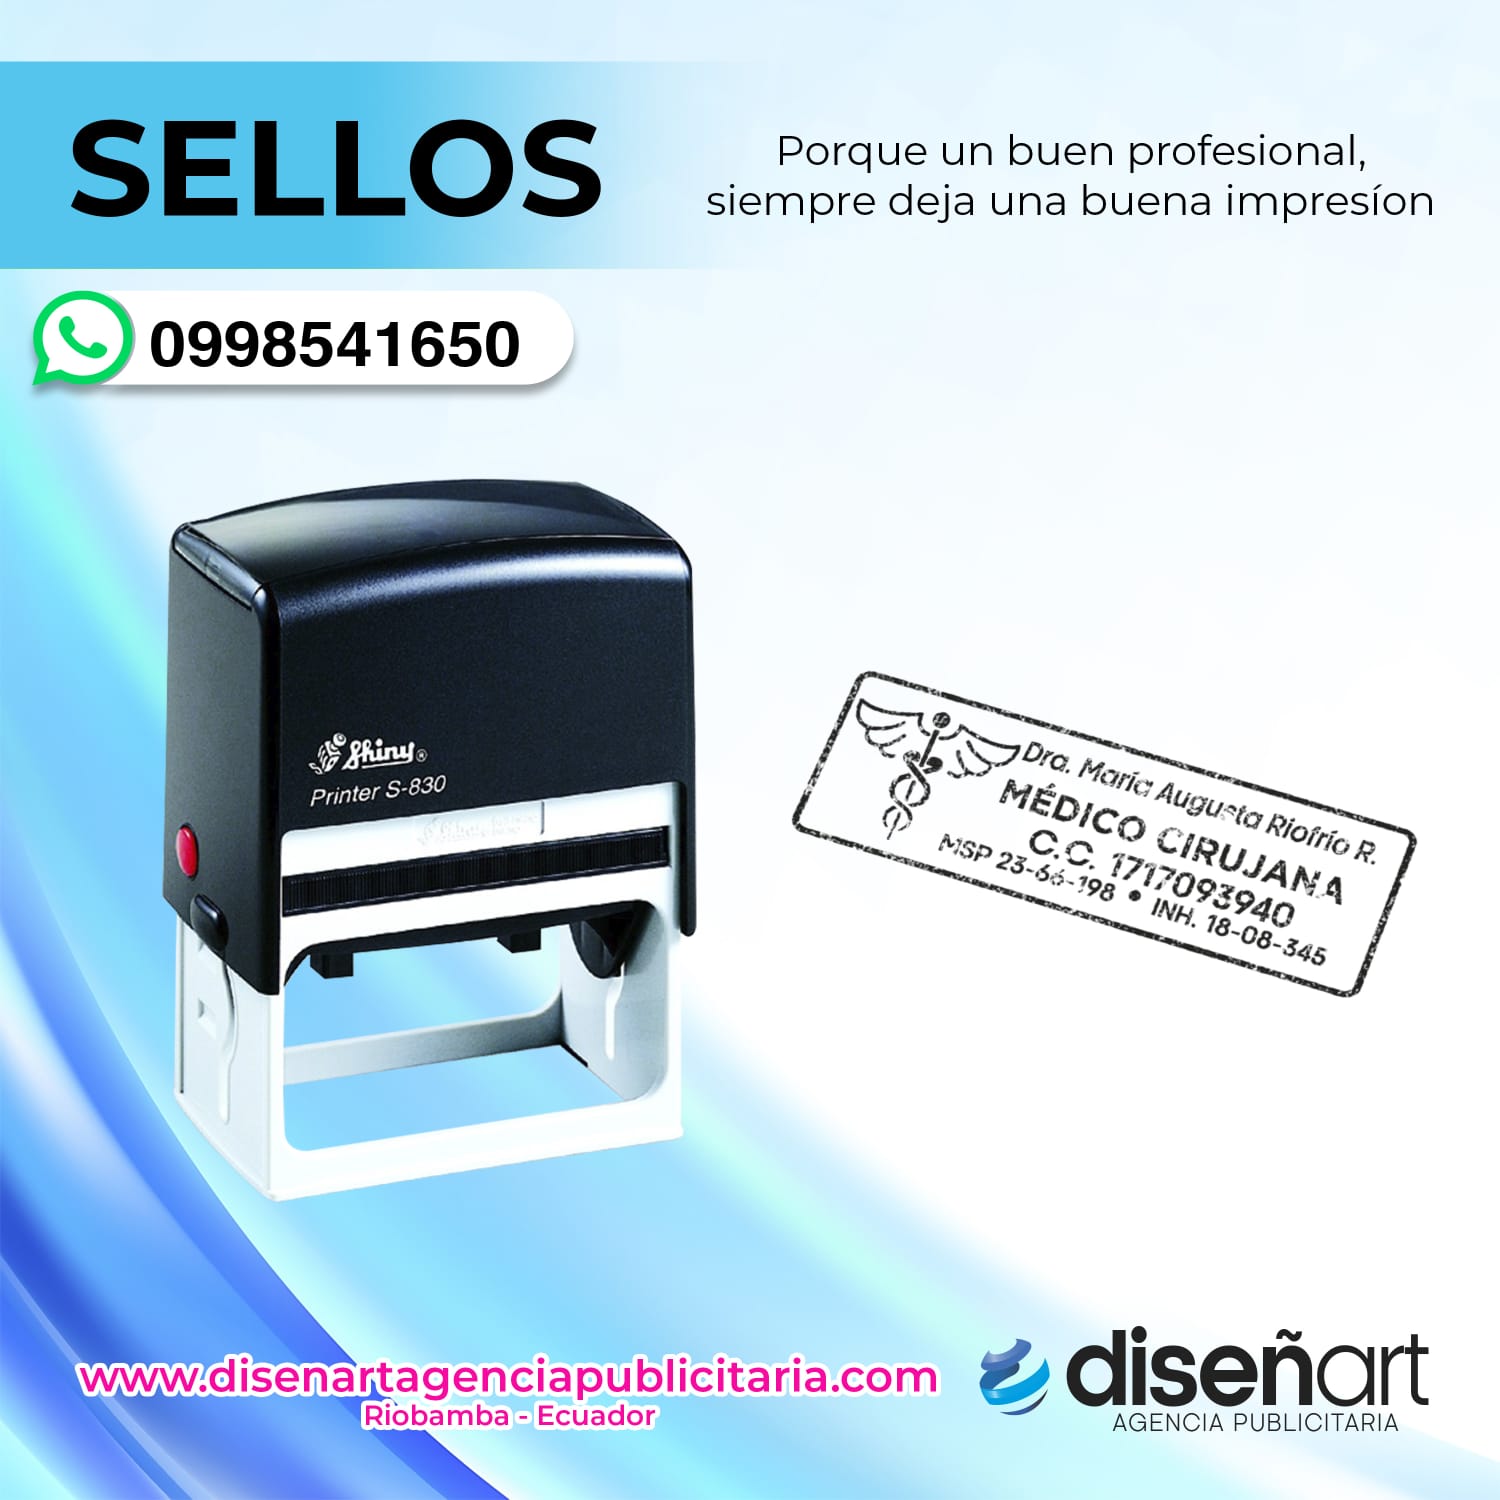 SELLOS
Porque un buen profesional,
siempre deja una buena impresíon
0998541650
Shiny®
Printer S-830
Dra. María Augusta Riofrío R.
MÉDICO CIRUJANA
C.C. 1717093940
MSP 23-66-198 • INH. 18-08-345
www.disenartagenciapublicitaria.com
Riobamba - Ecuador
diseñart
AGENCIA PUBLICITARIA